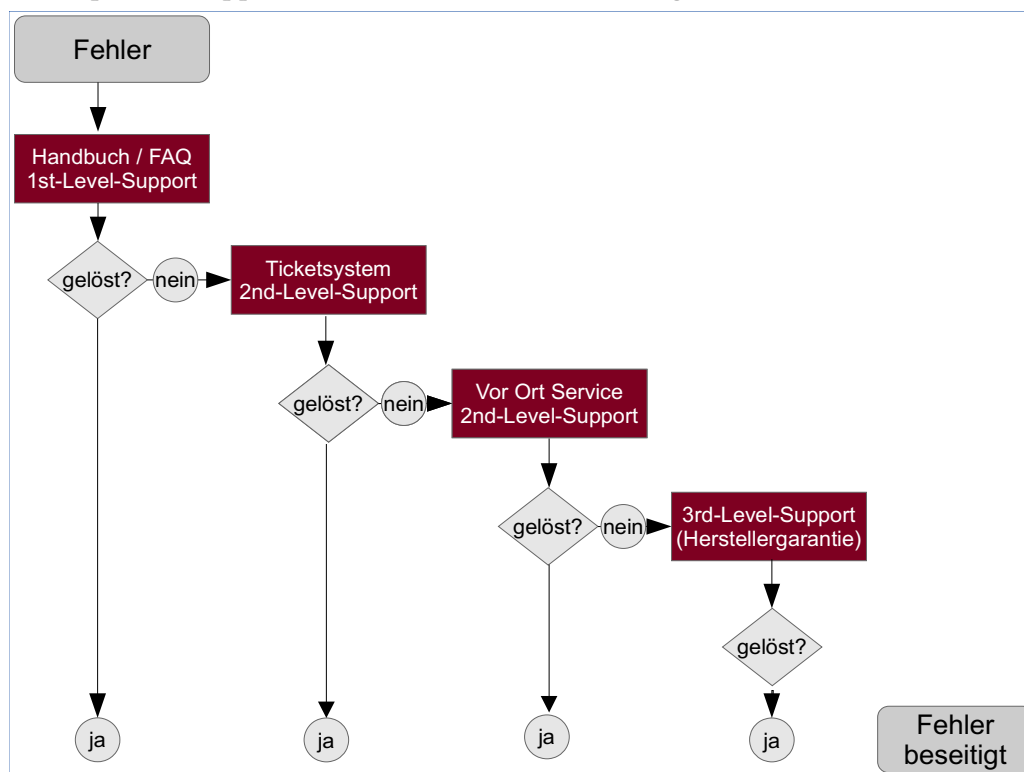 Fehler
Handbuch / FAQ
1st-Level-Support
gelöst?
nein
Ticketsystem
2nd-Level-Support
gelöst?
nein
Vor Ort Service
2nd-Level-Support
gelöst?
nein
3rd-Level-Support
(Herstellergarantie)
gelöst?
ja
ja
ja
ja
Fehler
beseitigt